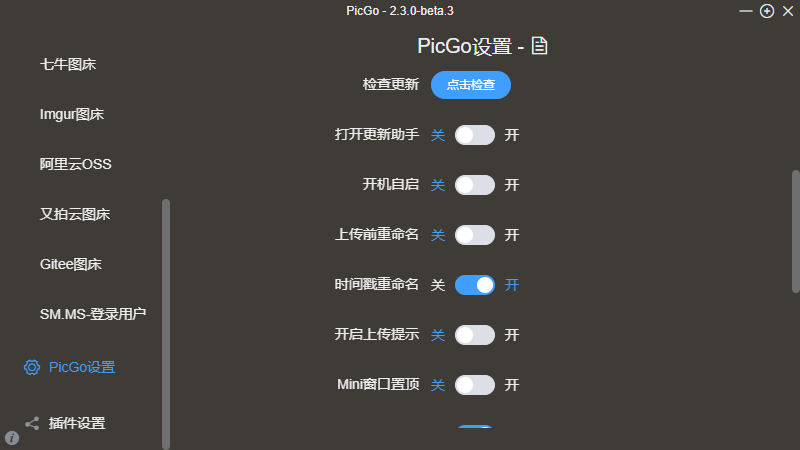 PicGo - 2.3.0-beta.3
七牛图床
Imgur图床
阿里云OSS
又拍云图床
Gitee图床
SM.MS-登录用户
PicGo设置
插件设置
PicGo设置 -
检查更新 点击检查
打开更新助手 关 开
开机自启 关 开
上传前重命名 关 开
时间戳重命名 关 开
开启上传提示 关 开
Mini窗口置顶 关 开